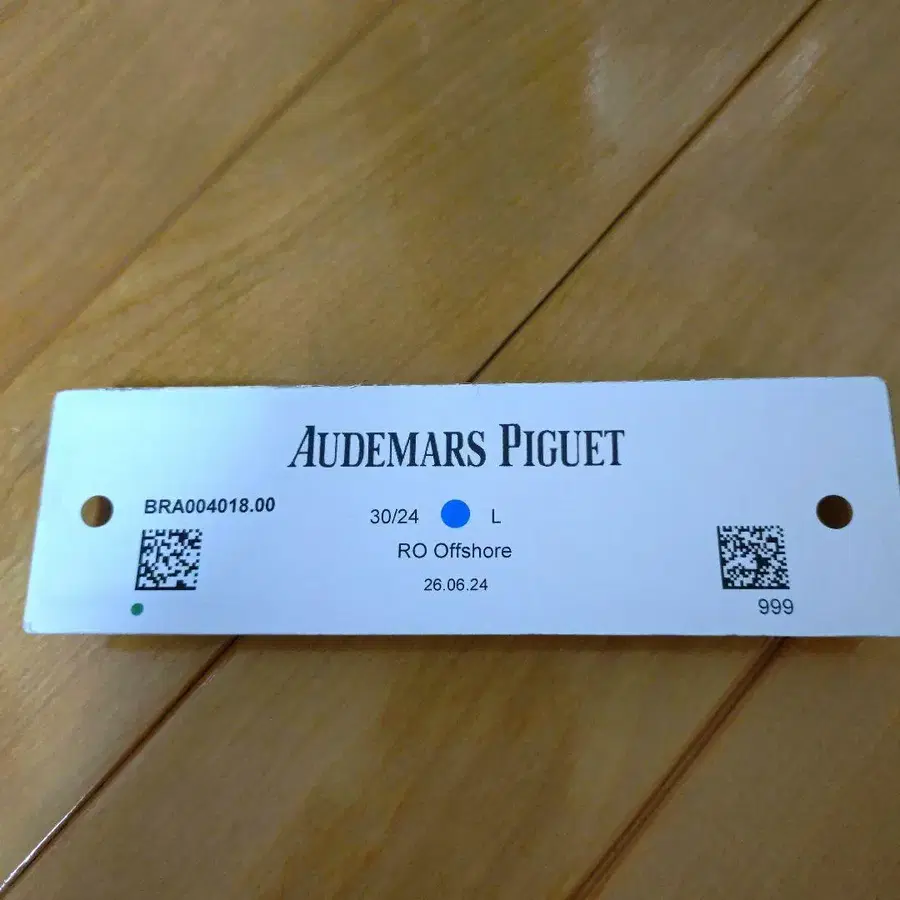 AUDEMARS PIGUET
BRA004018.00
30/24 L
RO Offshore
26.06.24
999